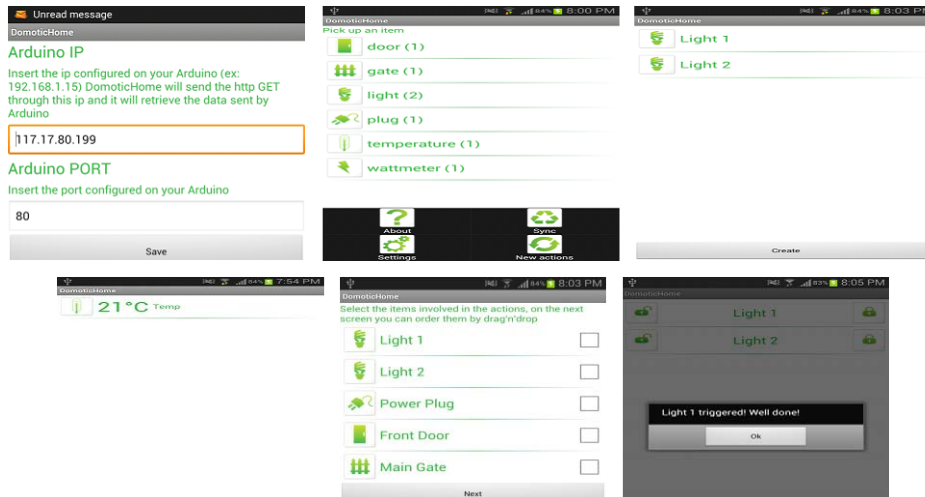 Unread message
DomoticHome
Arduino IP
Insert the ip configured on your Arduino (ex:
192.168.1.15) DomoticHome will send the http GET
through this ip and it will retrieve the data sent by
Arduino
117.17.80.199
Arduino PORT
Insert the port configured on your Arduino
80
Save
84% 8:00 PM
DomoticHome
Pick up an item
door (1)
gate (1)
light (2)
plug (1)
temperature (1)
wattmeter (1)
About
Sync
Settings
New actions
84% 8:03 PM
DomoticHome
Light 1
Light 2
Create
84% 7:54 PM
DomoticHome
21°C Temp
84% 8:03 PM
DomoticHome
Select the items involved in the actions, on the next
screen you can order them by drag'n'drop
Light 1
Light 2
Power Plug
Front Door
Main Gate
Next
83% 8:05 PM
DomoticHome
Light 1
Light 2
Light 1 triggered! Well done!
Ok